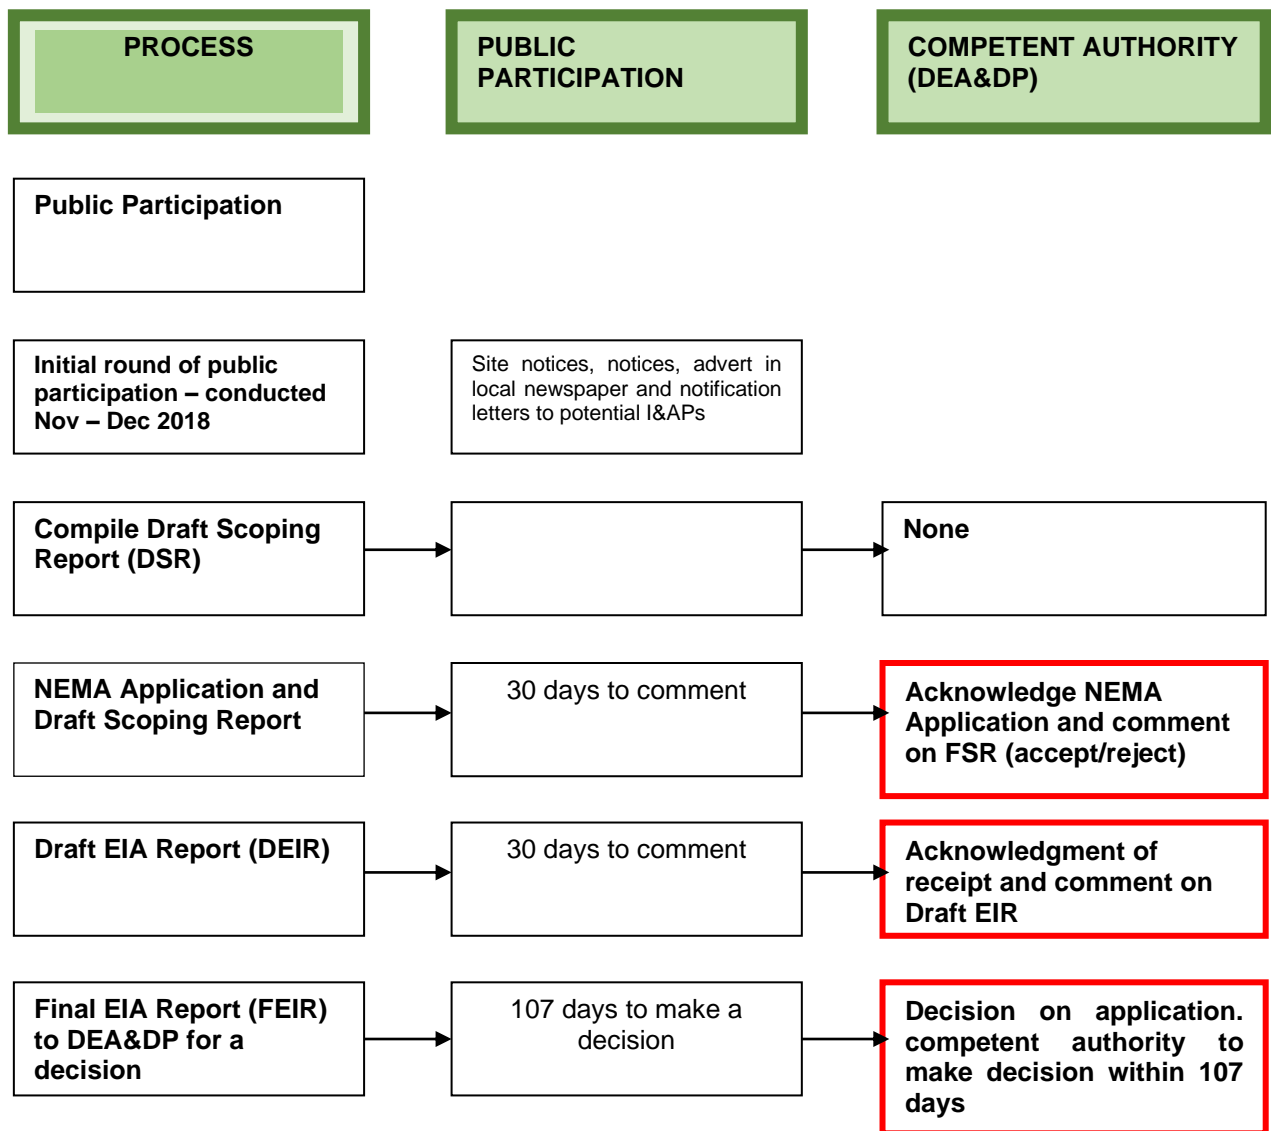 PROCESS
PUBLIC
PARTICIPATION
COMPETENT AUTHORITY
(DEA&DP)
Public Participation
Initial round of public
participation – conducted
Nov – Dec 2018
Site notices, notices, advert in
local newspaper and notification
letters to potential I&APs
Compile Draft Scoping
Report (DSR)
None
NEMA Application and
Draft Scoping Report
30 days to comment
Acknowledge NEMA
Application and comment
on FSR (accept/reject)
Draft EIA Report (DEIR)
30 days to comment
Acknowledgment of
receipt and comment on
Draft EIR
Final EIA Report (FEIR)
to DEA&DP for a
decision
107 days to make a
decision
Decision on application.
competent authority to
make decision within 107
days